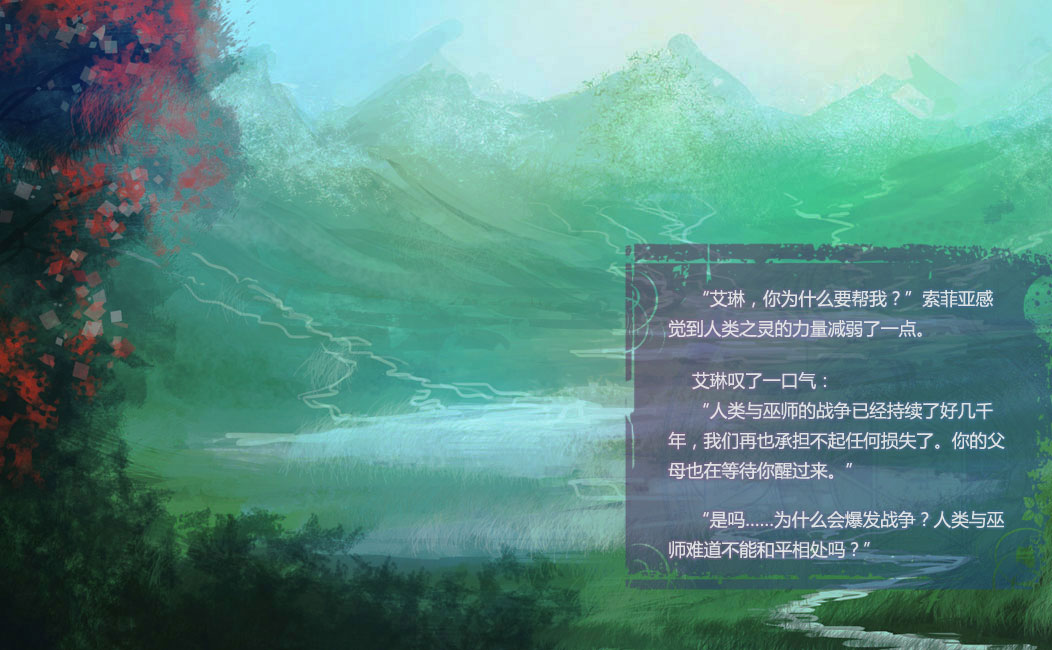 “艾琳，你为什么要帮我？”索菲亚感
觉到人类之灵的力量减弱了一点。
艾琳叹了一口气：
“人类与巫师的战争已经持续了好几千
年，我们再也承担不起任何损失了。你的父
母也在等待你醒过来。”
“是吗……为什么会爆发战争？人类与巫
师难道不能和平相处吗？”